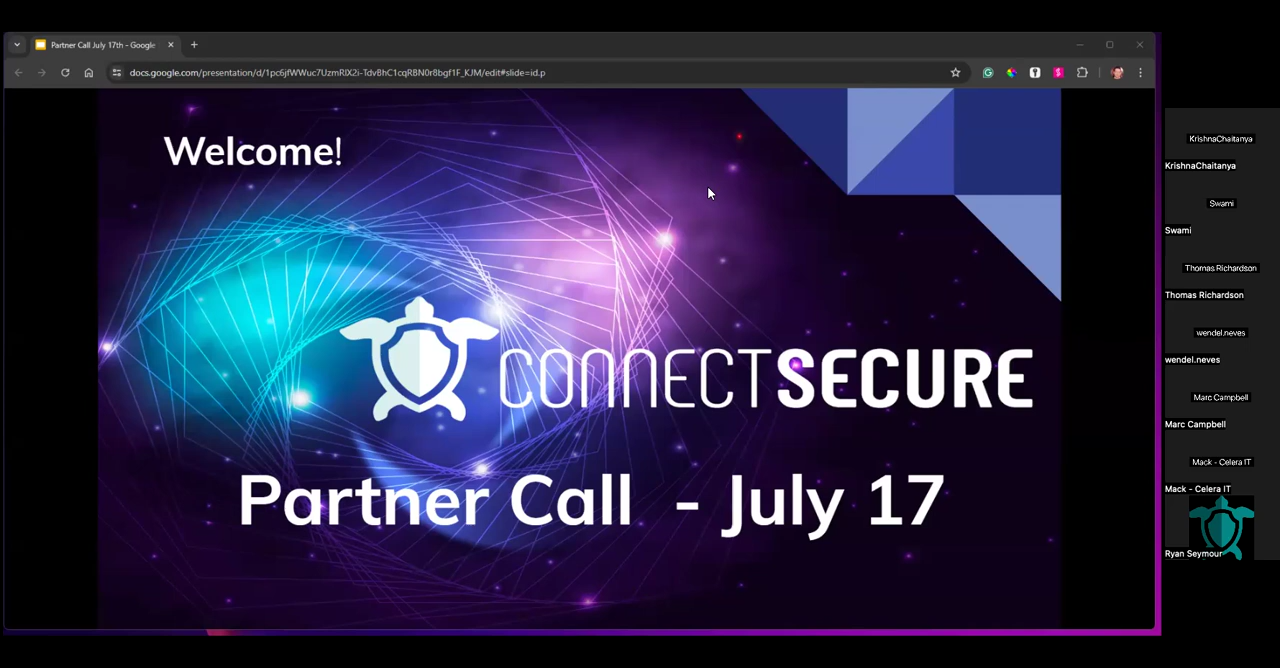 Partner Call July 17th - Google
docs.google.com/presentation/d/1pc6jfWWuc7UzmRlX2i-TdvBhC1cqRBN0r8bgf1F_KJM/edit#slide=id.p
Welcome!
CONNECTSECURE
Partner Call - July 17
KrishnaChaitanya
KrishnaChaitanya
Swami
Swami
Thomas Richardson
Thomas Richardson
wendel.neves
wendel.neves
Marc Campbell
Marc Campbell
Mack - Celera IT
Mack - Celera IT
Ryan Seymour